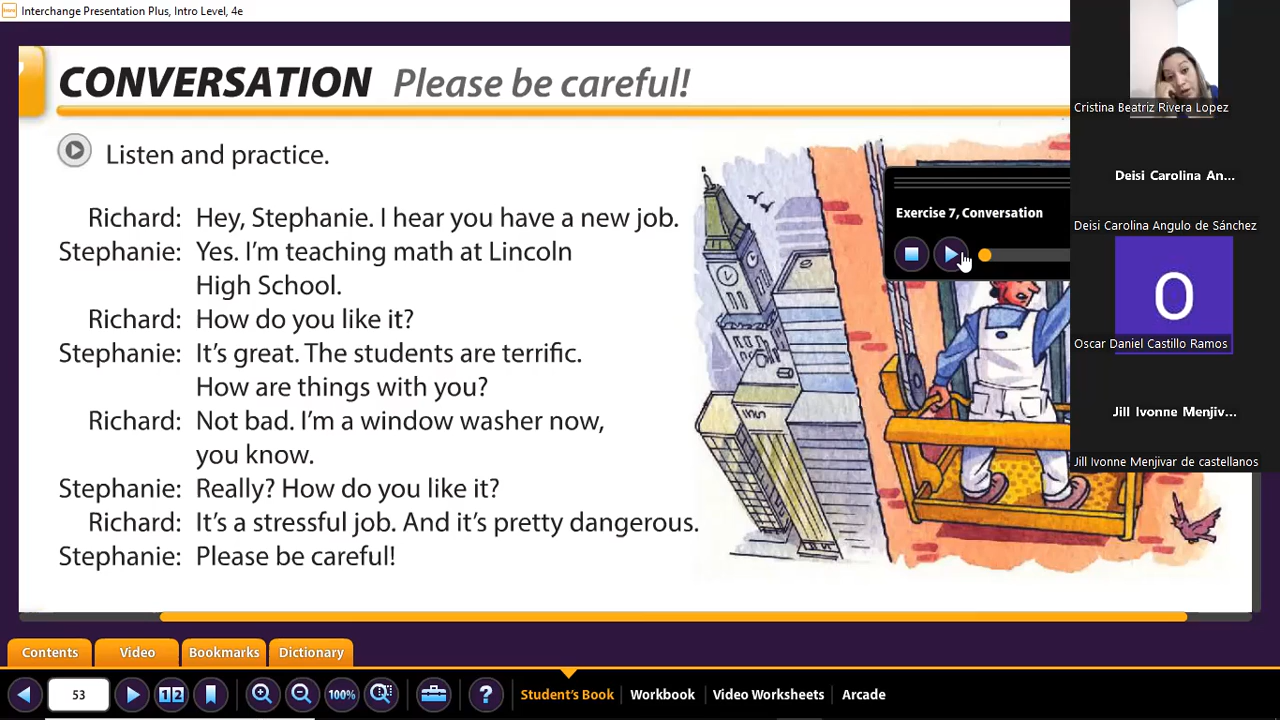 Interchange Presentation Plus, Intro Level, 4e
CONVERSATION Please be careful!
Listen and practice.
Richard: Hey, Stephanie. I hear you have a new job.
Stephanie: Yes. I'm teaching math at Lincoln
High School.
Richard: How do you like it?
Stephanie: It's great. The students are terrific.
How are things with you?
Richard: Not bad. I'm a window washer now,
you know.
Stephanie: Really? How do you like it?
Richard: It's a stressful job. And it's pretty dangerous.
Stephanie: Please be careful!
Exercise 7, Conversation
Cristina Beatriz Rivera Lopez
Deisi Carolina An...
Deisi Carolina Angulo de Sánchez
O
Oscar Daniel Castillo Ramos
Jill Ivonne Menjiv...
Jill Ivonne Menjivar de castellanos
Contents Video Bookmarks Dictionary
53 1 2 100% ? Student's Book Workbook Video Worksheets Arcade